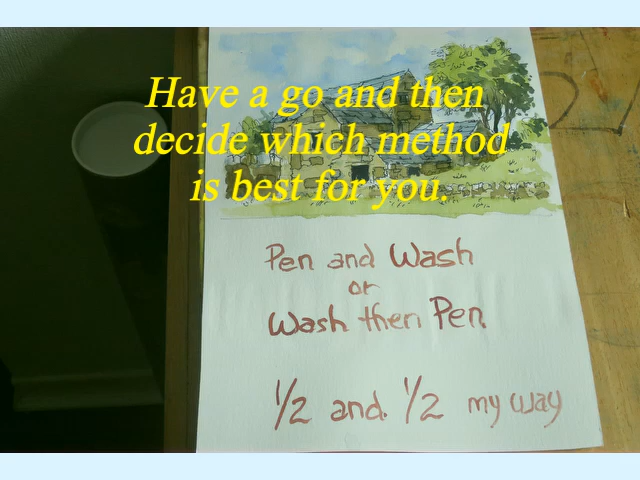 Have a go and then
decide which method
is best for you.
Pen and Wash
or
Wash then Pen
1/2 and. 1/2 my way